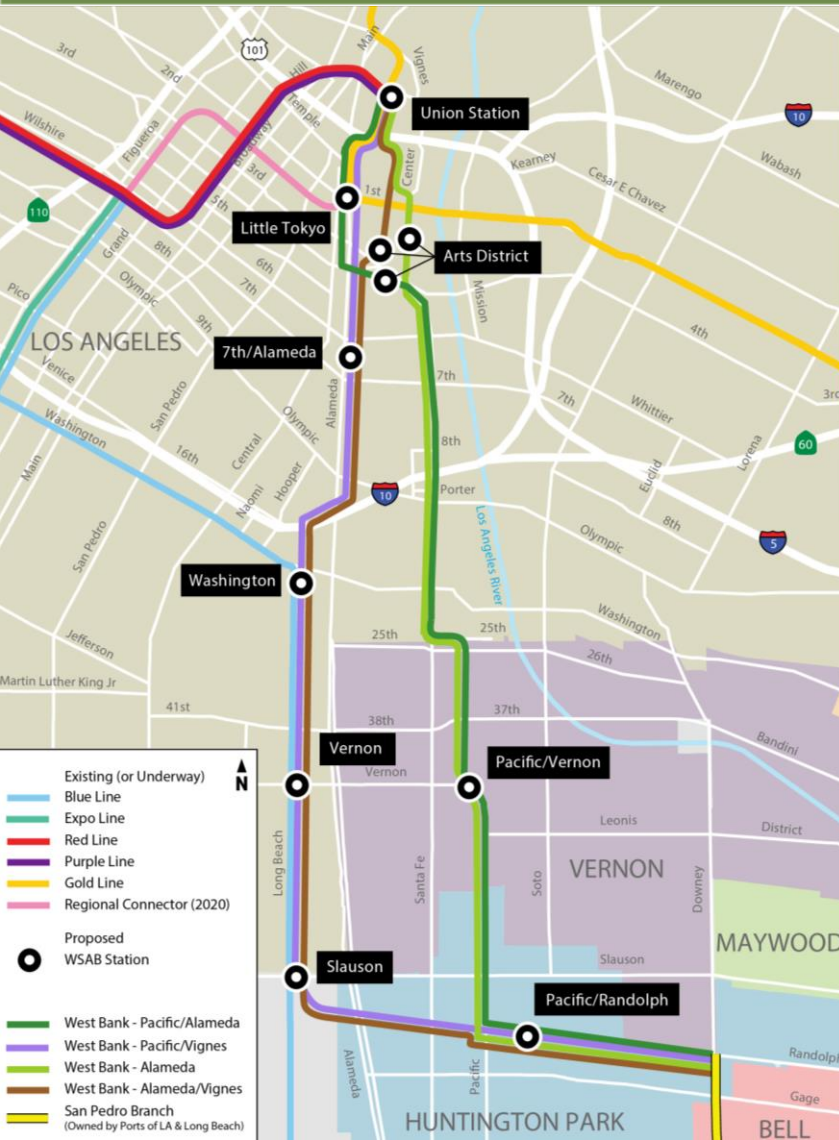 3rd
2nd
101
Main
Vignes
Hill
Temple
Marengo
10
Wilshire
Figueroa
Broadway
Union Station
Wabash
Kearney
Cesar E Chavez
Center
3rd
1st
110
5th
Little Tokyo
Grand
8th
6th
Arts District
Olympic
7th
Mission
Pico
9th
4th
LOS ANGELES
7th/Alameda
Venice
San Pedro
Alameda
7th
7th
3rd
Whittier
Washington
Central
Olympic
8th
60
Main
16th
Hooper
Naomi
10
Porter
Euclid
Lorena
8th
San Pedro
Los Angeles River
Olympic
5
Washington
Washington
Jefferson
25th
25th
26th
Martin Luther King Jr
41st
37th
38th
Bandini
Vernon
Vernon
Pacific/Vernon
Leonis
District
Long Beach
Santa Fe
Soto
VERNON
Downey
MAYWOOD
Slauson
Slauson
Pacific/Randolph
Alameda
Pacific
Randolph
Gage
HUNTINGTON PARK
BELL
Existing (or Underway)
N
Blue Line
Expo Line
Red Line
Purple Line
Gold Line
Regional Connector (2020)
Proposed
WSAB Station
West Bank - Pacific/Alameda
West Bank - Pacific/Vignes
West Bank - Alameda
West Bank - Alameda/Vignes
San Pedro Branch
(Owned by Ports of LA & Long Beach)